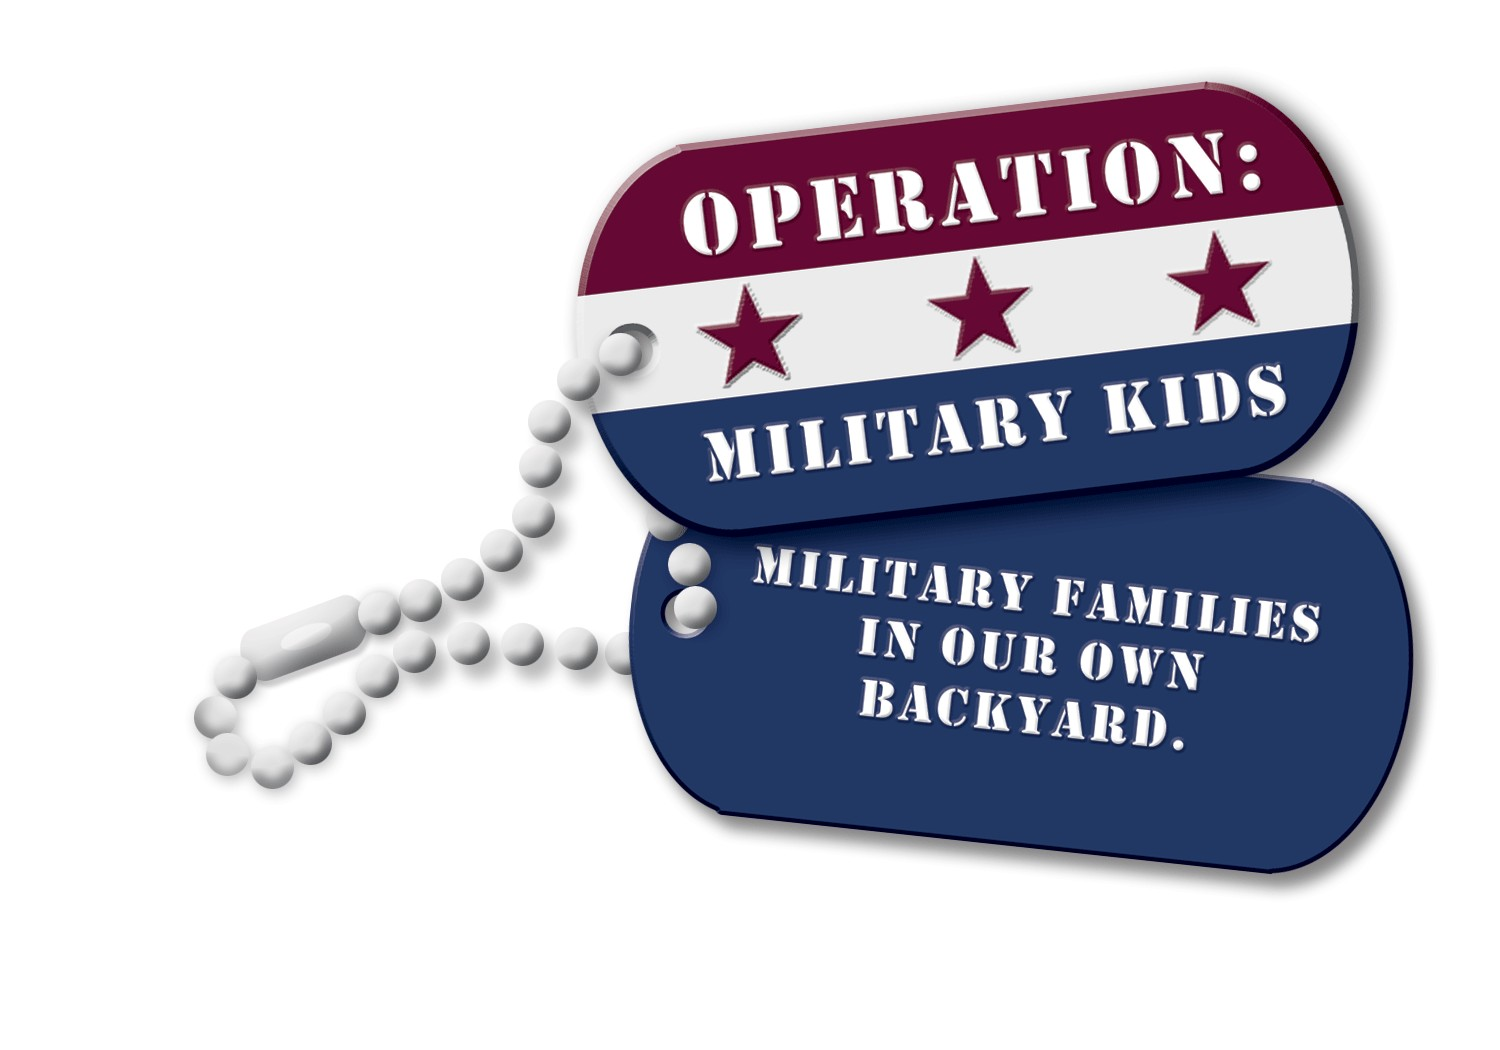 OPERATION:
MILITARY KIDS
MILITARY FAMILIES
IN OUR OWN
BACKYARD.